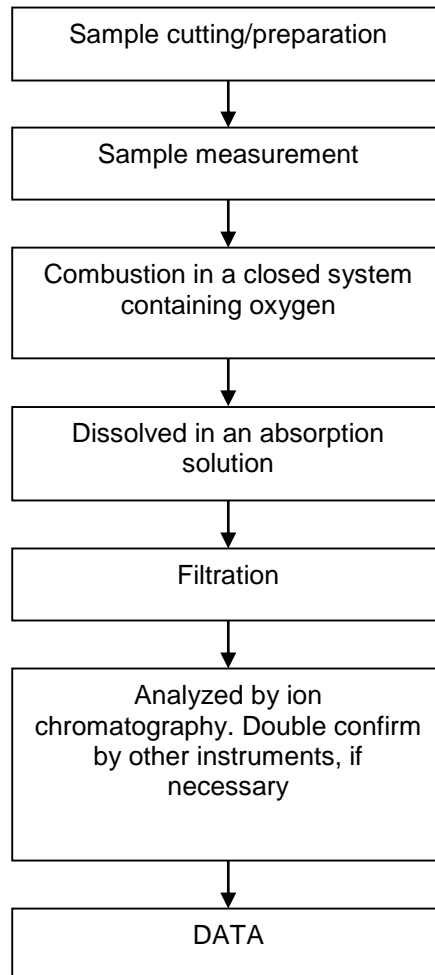 Sample cutting/preparation
Sample measurement
Combustion in a closed system
containing oxygen
Dissolved in an absorption
solution
Filtration
Analyzed by ion
chromatography. Double confirm
by other instruments, if
necessary
DATA